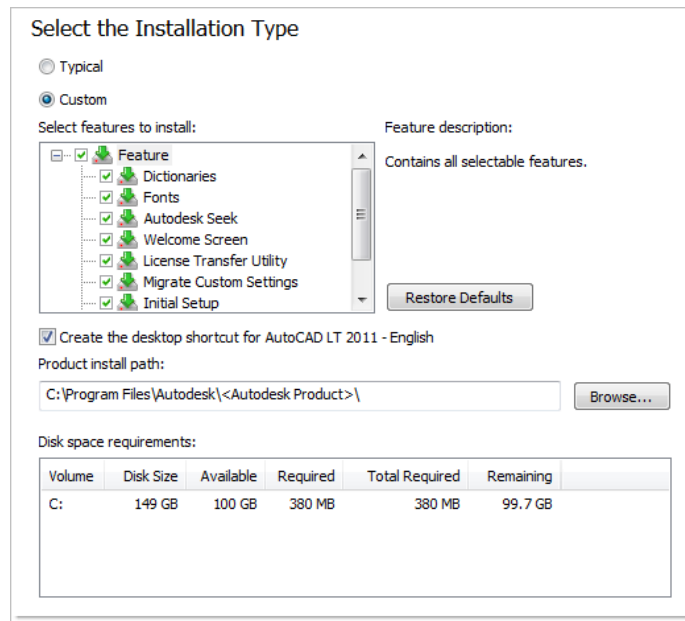 Select the Installation Type
Typical
Custom
Select features to install:
Feature description:
Feature
Contains all selectable features.
Dictionaries
Fonts
Autodesk Seek
Welcome Screen
License Transfer Utility
Migrate Custom Settings
Initial Setup
Restore Defaults
Create the desktop shortcut for AutoCAD LT 2011 - English
Product install path:
C:\Program Files\Autodesk\<Autodesk Product>\
Browse...
Disk space requirements:
Volume Disk Size Available Required Total Required Remaining
C: 149 GB 100 GB 380 MB 380 MB 99.7 GB